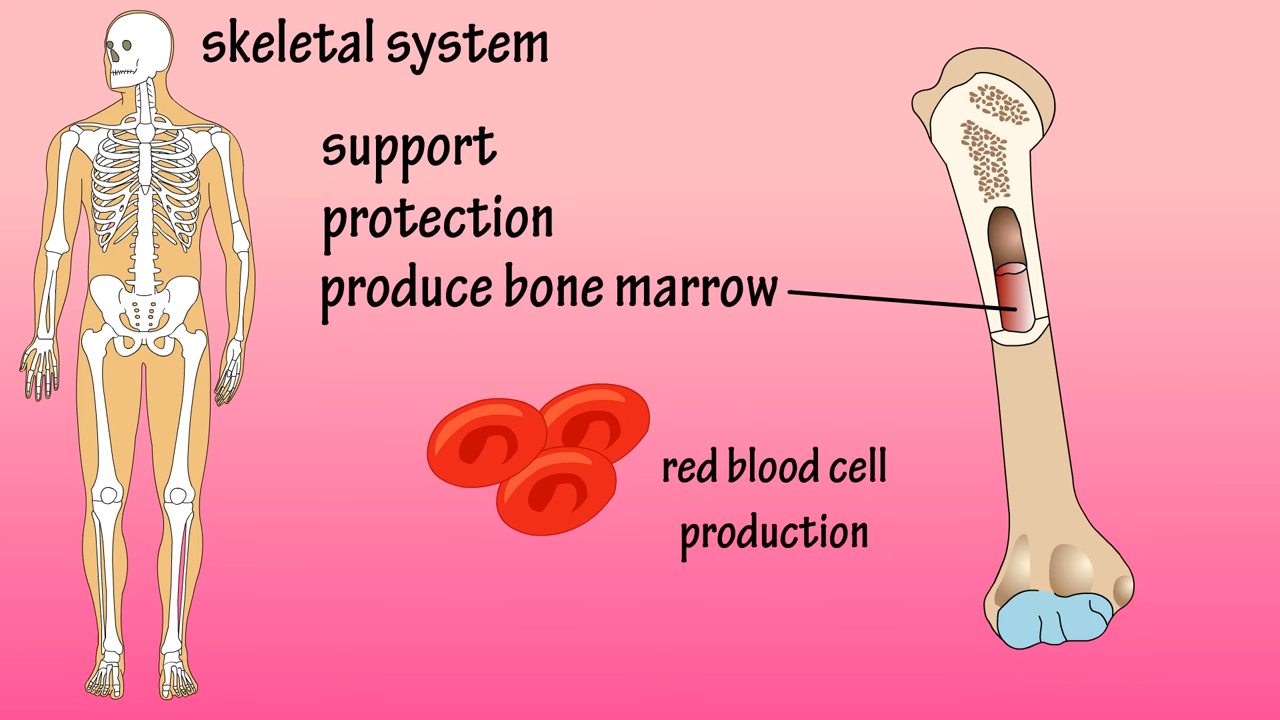 skeletal system
support
protection
produce bone marrow
red blood cell
production